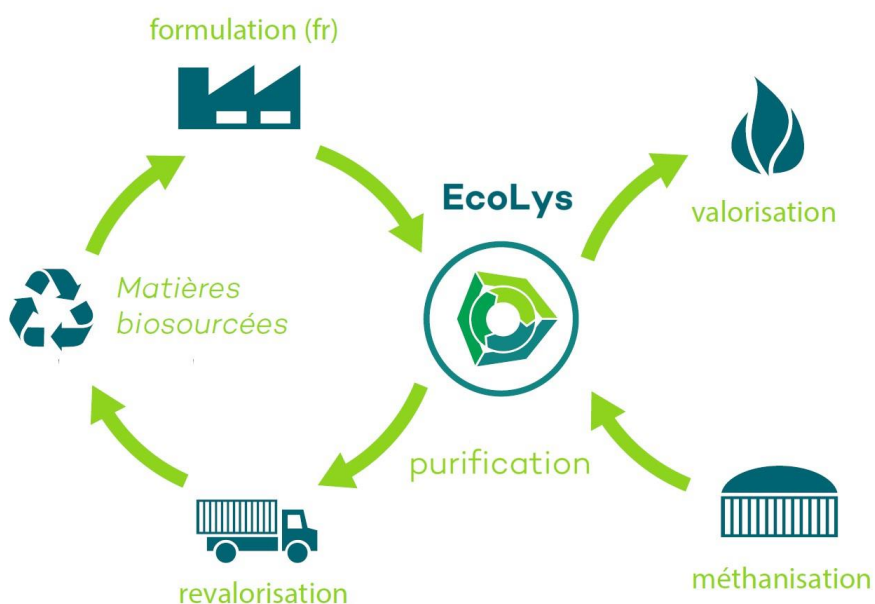 formulation (fr)
EcoLys
valorisation
Matières
biosourcées
purification
revalorisation
méthanisation